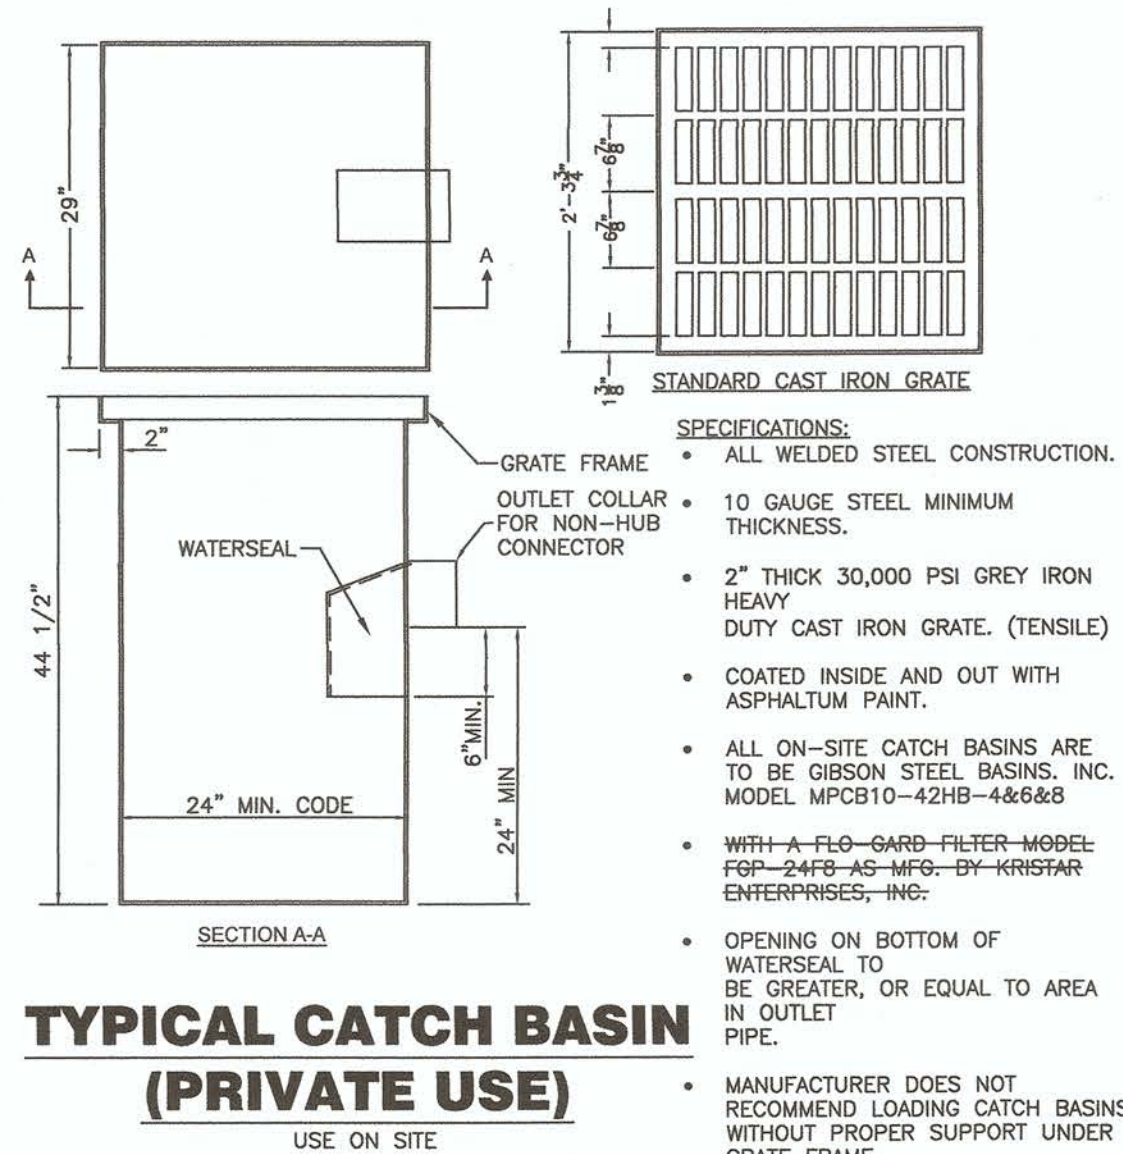 29"
A
A
2'-3 3/4"
6 7/8"
6 7/8"
1 3/8"
STANDARD CAST IRON GRATE
2"
GRATE FRAME
OUTLET COLLAR
FOR NON-HUB
CONNECTOR
WATERSEAL
44 1/2"
6"MIN.
24" MIN
24" MIN. CODE
SECTION A-A
TYPICAL CATCH BASIN
(PRIVATE USE)
USE ON SITE
SPECIFICATIONS:
• ALL WELDED STEEL CONSTRUCTION.
• 10 GAUGE STEEL MINIMUM
THICKNESS.
• 2" THICK 30,000 PSI GREY IRON
HEAVY
DUTY CAST IRON GRATE. (TENSILE)
• COATED INSIDE AND OUT WITH
ASPHALTUM PAINT.
• ALL ON-SITE CATCH BASINS ARE
TO BE GIBSON STEEL BASINS. INC.
MODEL MPCB10-42HB-4&6&8
• WITH A FLO-GARD FILTER MODEL
FGP-24F8 AS MFG. BY KRISTAR
ENTERPRISES, INC.
• OPENING ON BOTTOM OF
WATERSEAL TO
BE GREATER, OR EQUAL TO AREA
IN OUTLET
PIPE.
• MANUFACTURER DOES NOT
RECOMMEND LOADING CATCH BASINS
WITHOUT PROPER SUPPORT UNDER
GRATE FRAME